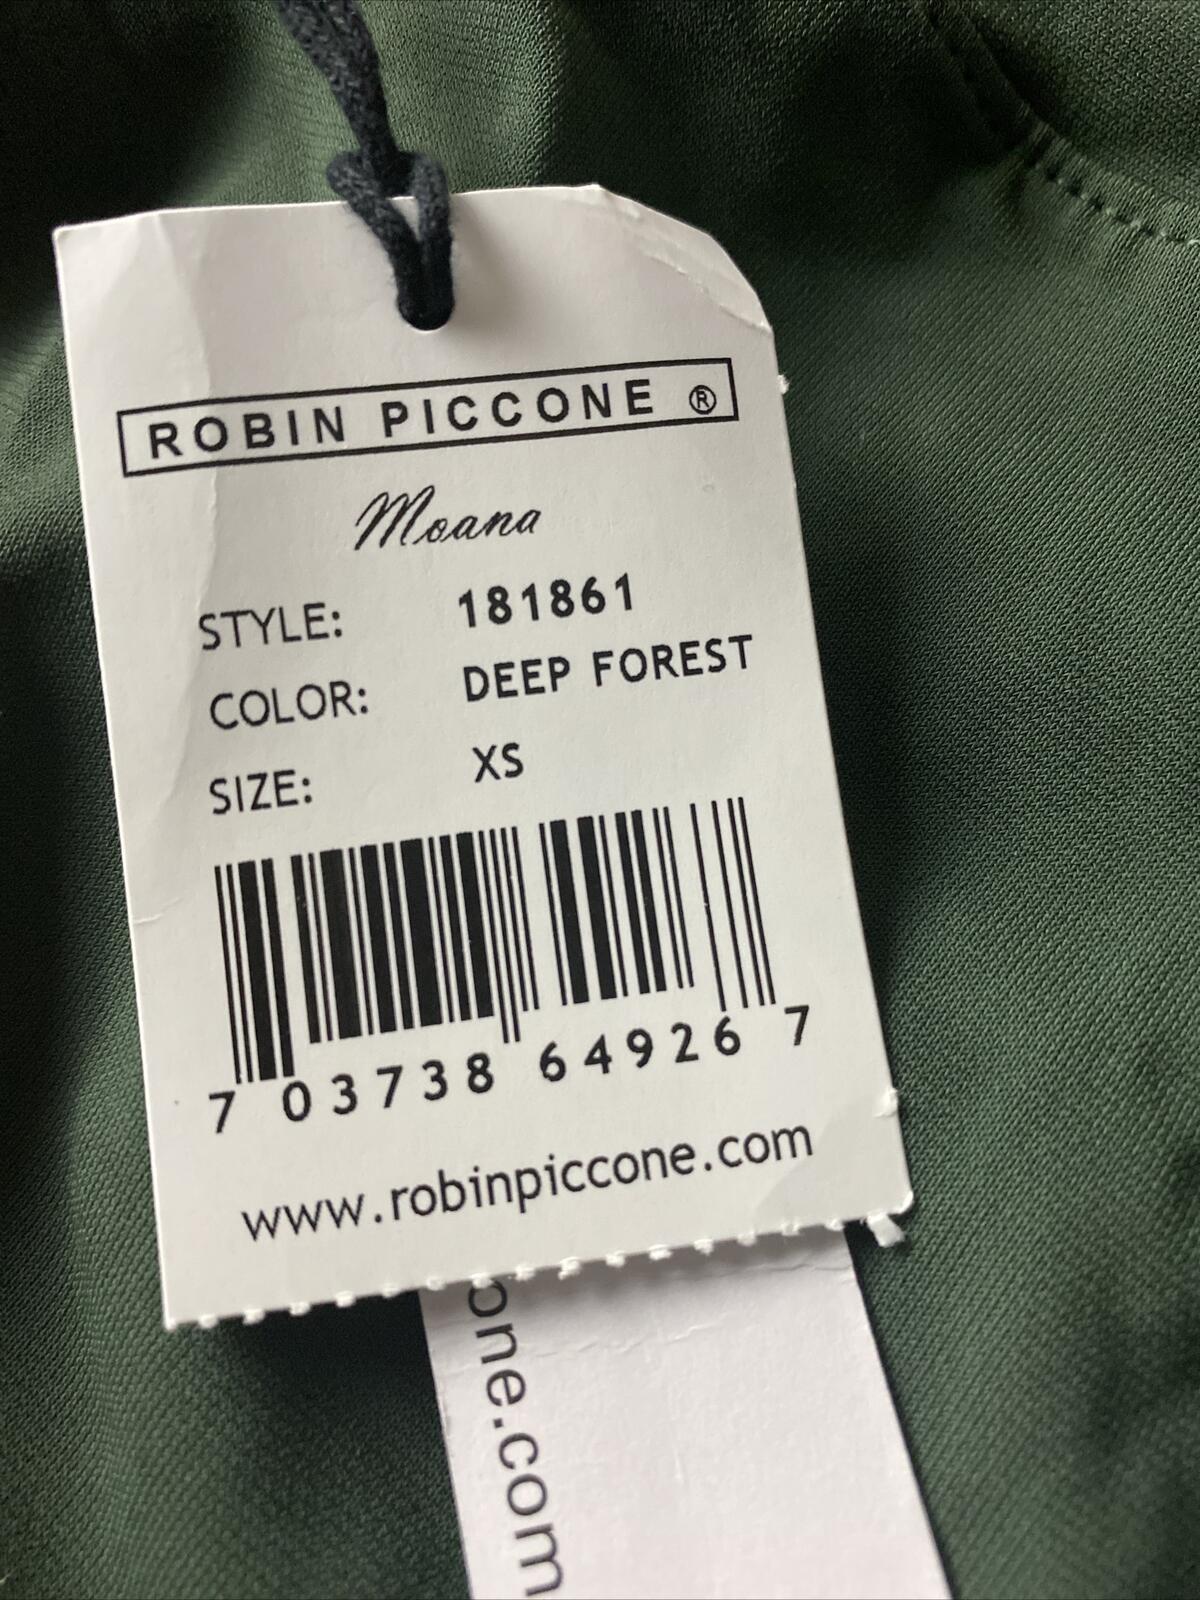 ROBIN PICCONE ®
Moana
STYLE: 181861
COLOR: DEEP FOREST
SIZE: XS
7 03738 64926 7
www.robinpiccone.com
one.com